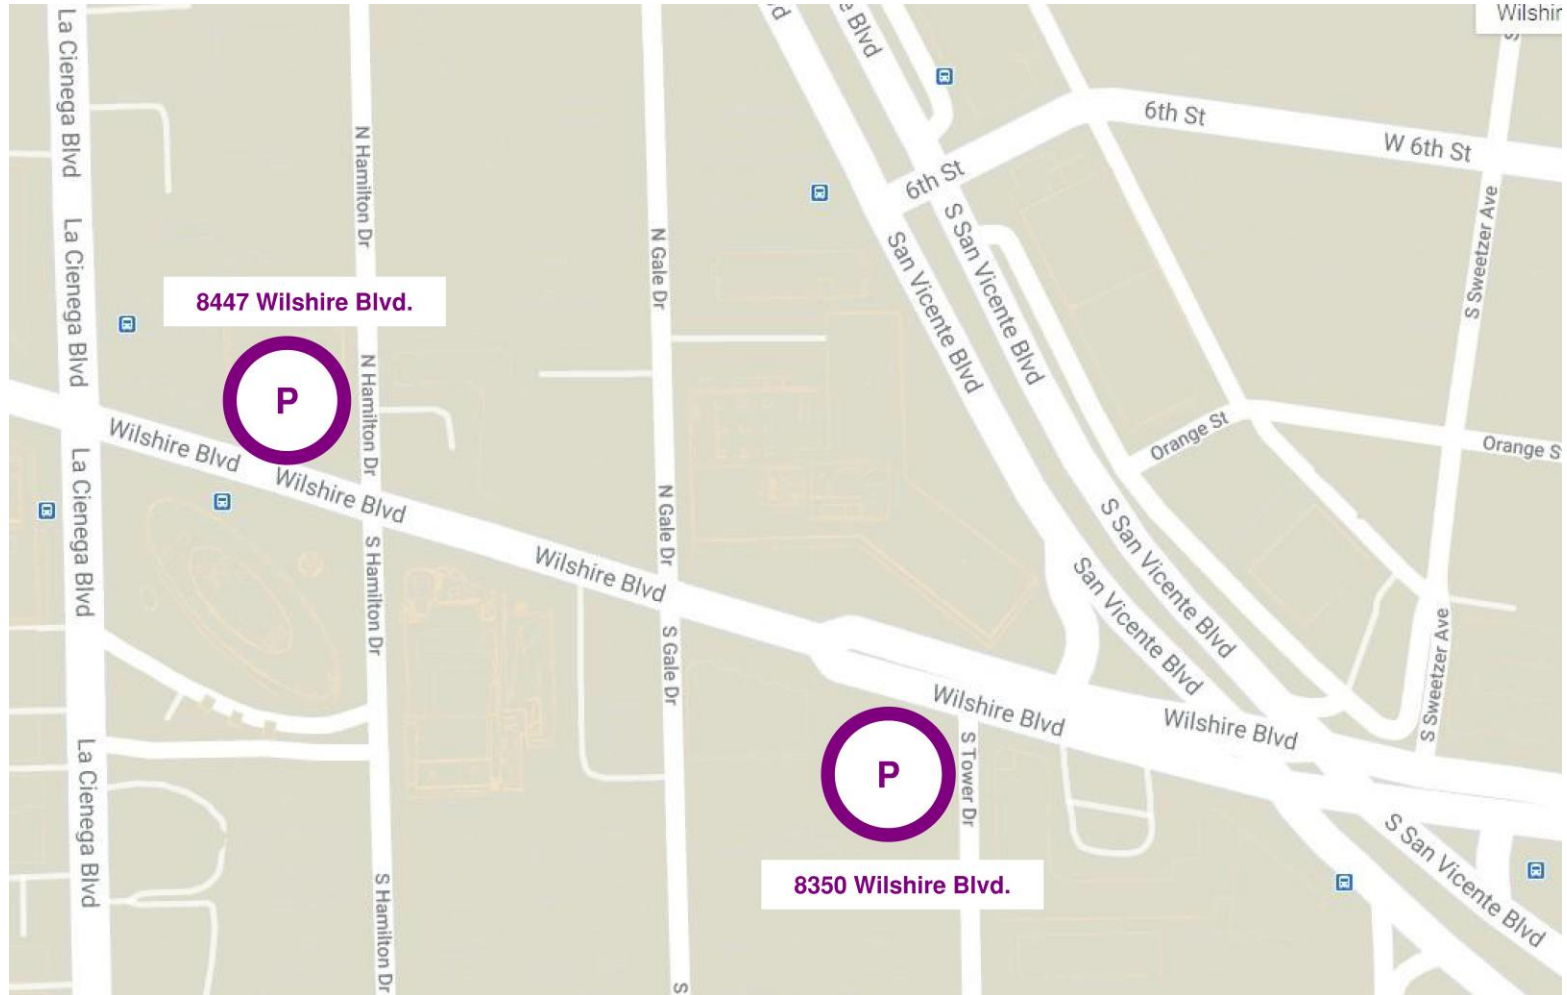 La Cienega Blvd
d
e Blvd
Wilshir
S
6th St
W 6th St
N Hamilton Dr
6th St
S Sweetzer Ave
La Cienega Blvd
N Gale Dr
San Vicente Blvd
S San Vicente Blvd
8447 Wilshire Blvd.
P
N Hamilton Dr
Wilshire Blvd
Wilshire Blvd
Orange St
Orange S
La Cienega Blvd
S Hamilton Dr
Wilshire Blvd
N Gale Dr
S San Vicente Blvd
San Vicente Blvd
S Gale Dr
S Sweetzer Ave
Wilshire Blvd
Wilshire Blvd
P
S Tower Dr
La Cienega Blvd
8350 Wilshire Blvd.
S San Vicente Blvd
S Hamilton Dr
S